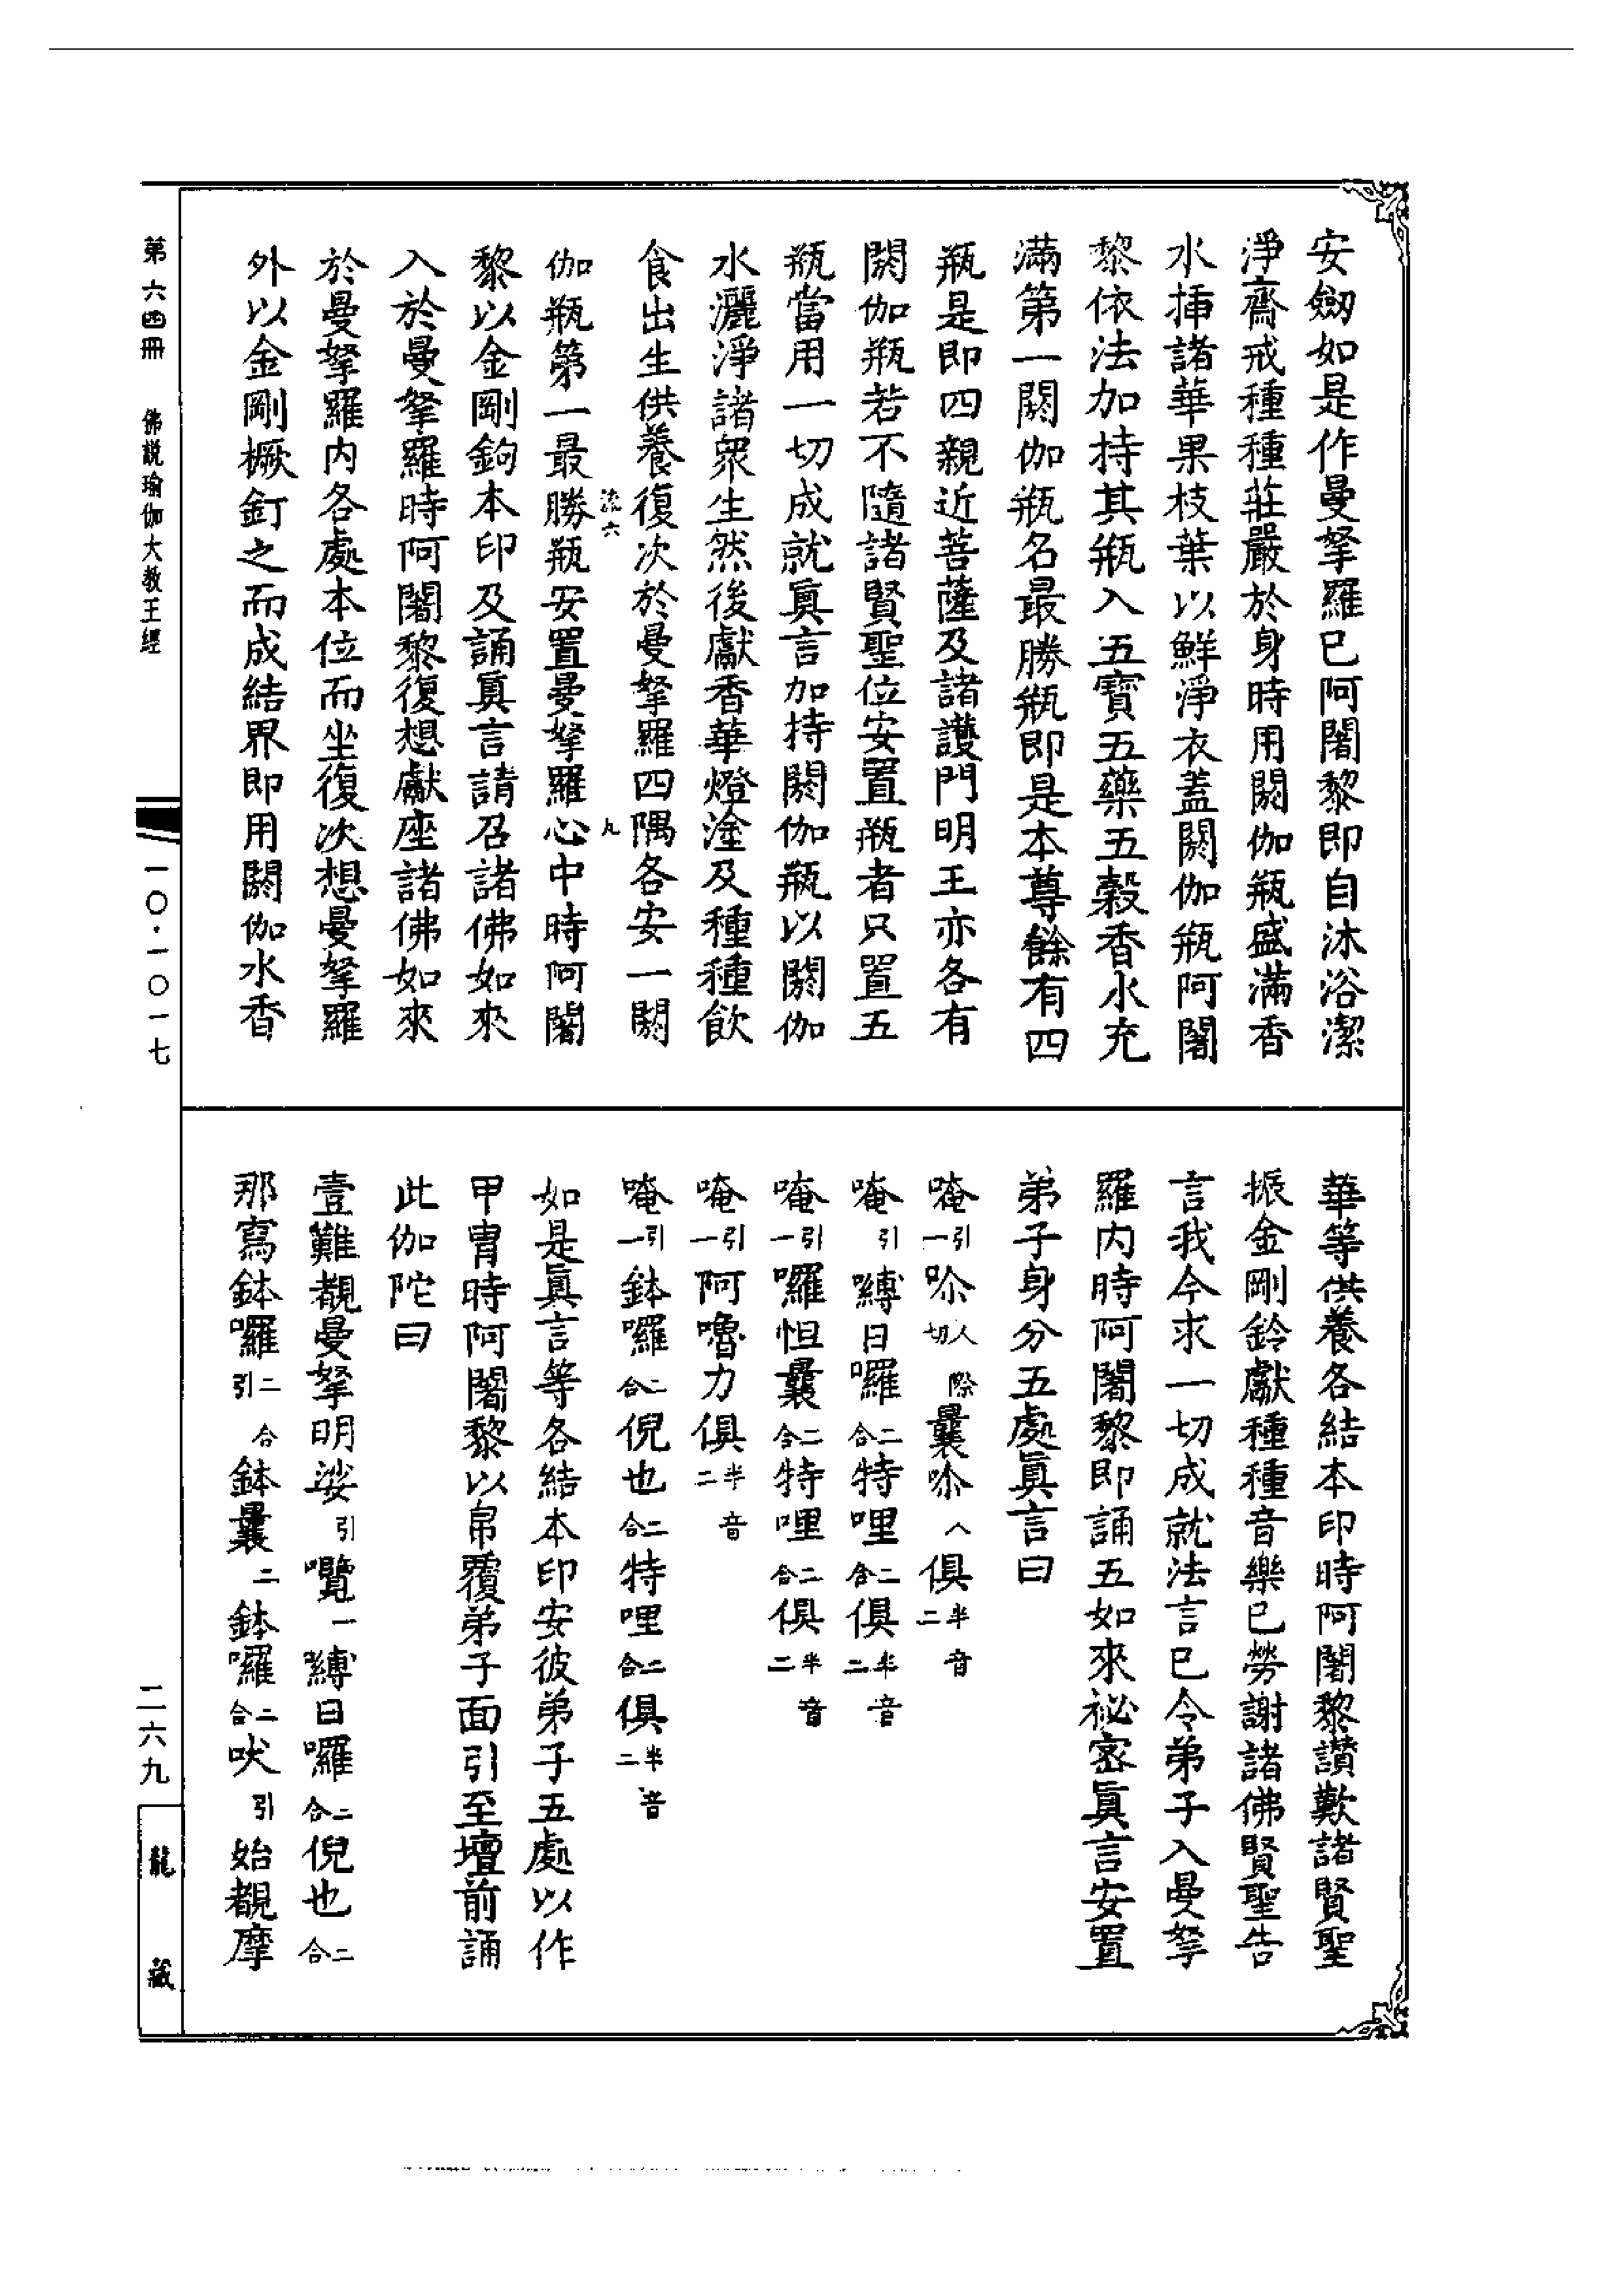 安劒如是作曼拏羅已阿闍黎即自沐浴潔
淨齋戒種種莊嚴於身時用閼伽瓶盛滿香
水揷諸華果枝葉以鮮淨衣蓋閼伽瓶阿闍
黎依法加持其瓶入五寶五藥五穀香水充
滿第一閼伽瓶名最勝瓶即是本尊餘有四
瓶是即四親近菩薩及諸護門明王亦各有
閼伽瓶若不隨諸賢聖位安置瓶者只置五
瓶當用一切成就眞言加持閼伽瓶以閼伽
水灑淨諸衆生然後獻香華燈塗及種種飲
食出生供養復次於曼拏羅四隅各安一閼
流六 九
伽瓶第一最勝瓶安置曼拏羅心中時阿闍
黎以金剛鉤本印及誦眞言請召諸佛如來
入於曼拏羅時阿闍黎復想獻座諸佛如來
於曼拏羅內各處本位而坐復次想曼拏羅
外以金剛橛釘之而成結界即用閼伽水香
華等供養各結本印時阿闍黎讚歎諸賢聖
振金剛鈴獻種種音樂已勞謝諸佛賢聖告
言我今求一切成就法言已令弟子入曼拏
羅內時阿闍黎即誦五如來祕密眞言安置
弟子身分五處眞言曰
唵引一哳人際切曩哳入俱半音二
唵引嚩日囉二合特哩二合俱半音二
唵引一囉怛曩二合特哩二合俱半音二
唵引一阿嚕力俱半音二
唵引一鉢囉二合倪也二合特哩二合俱半音二
如是眞言等各結本印安彼弟子五處以作
甲冑時阿闍黎以帛覆弟子面引至壇前誦
此伽陀曰
壹難覩曼拏明娑引囕一嚩日囉二合倪也二合
那寫鉢囉二合引鉢曩二鉢囉二合吠引始覩摩
第六四冊 佛說瑜伽大教王經
一〇·一〇一七
二六九
龍藏